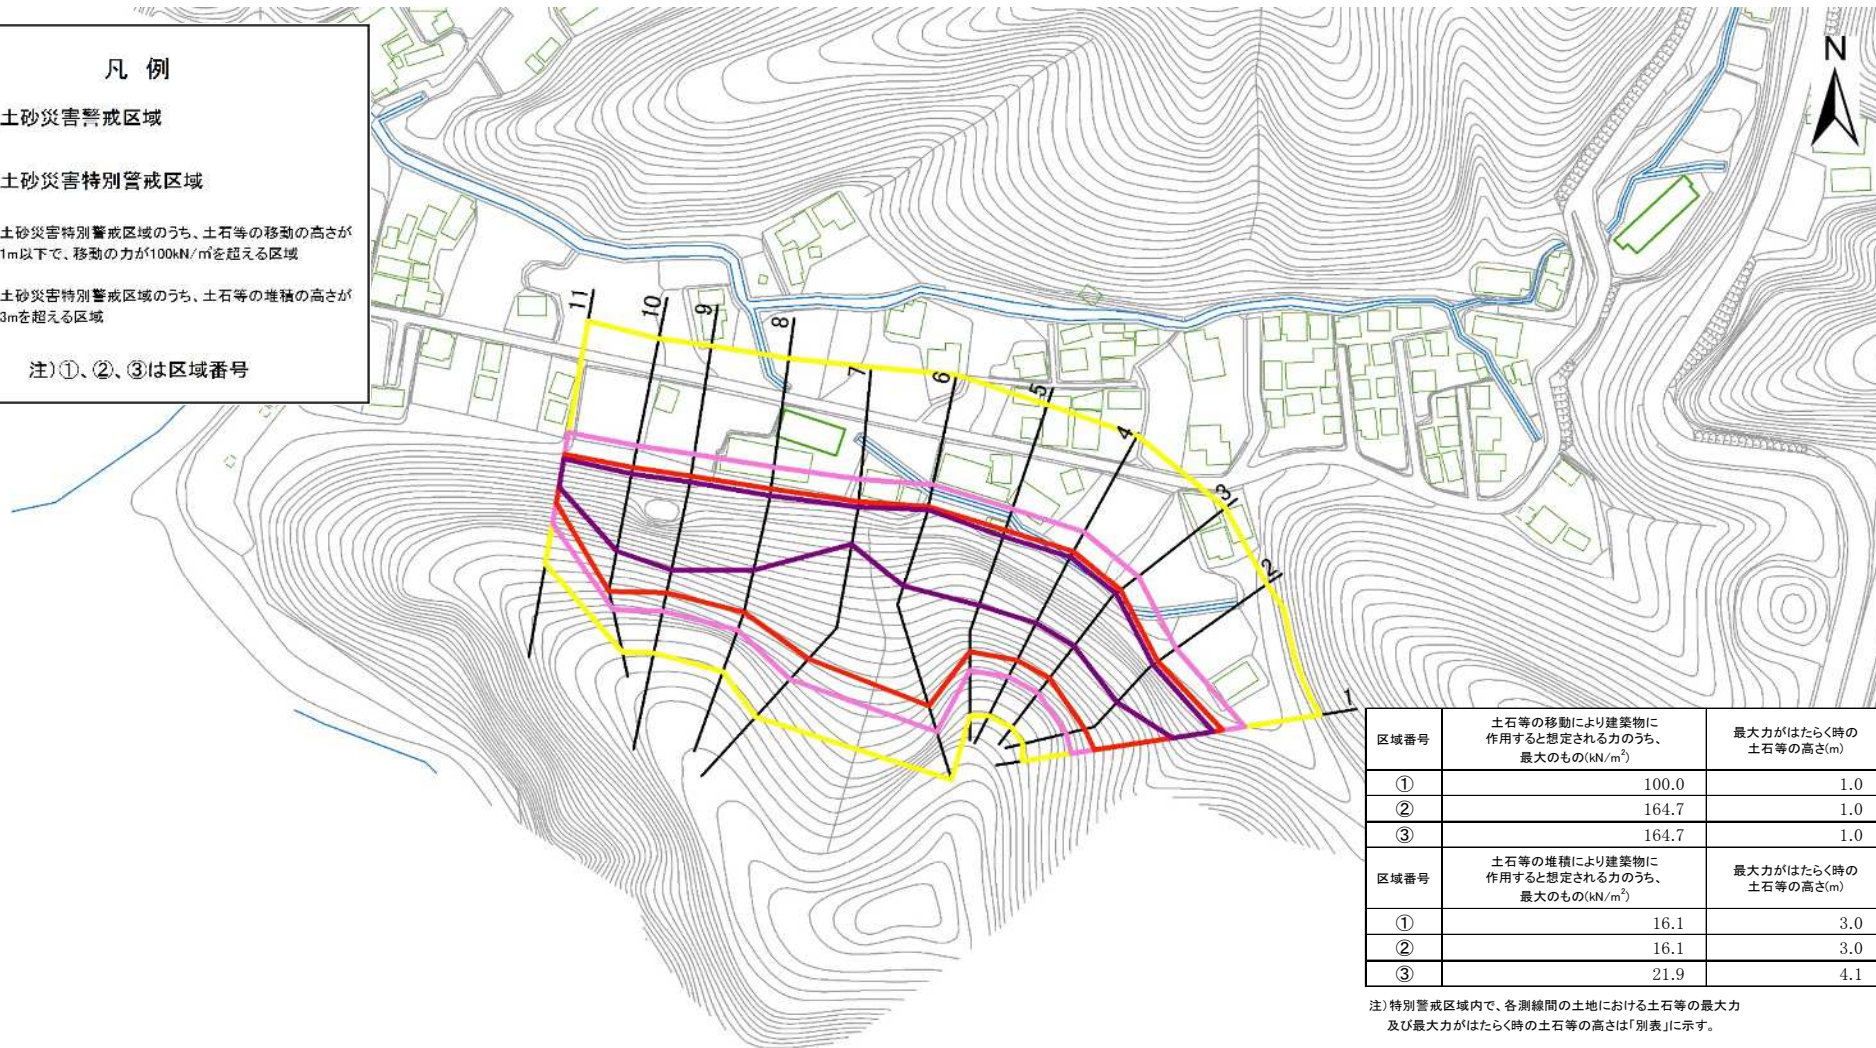 凡 例
土砂災害警戒区域
土砂災害特別警戒区域
土砂災害特別警戒区域のうち、土石等の移動の高さが
1m以下で、移動の力が100kN/㎡を超える区域
土砂災害特別警戒区域のうち、土石等の堆積の高さが
3mを超える区域
注)①、②、③は区域番号
N
11
10
9
8
7
6
5
4
3
2
1
区域番号
土石等の移動により建築物に
作用すると想定される力のうち、
最大のもの(kN/m²)
最大力がはたらく時の
土石等の高さ(m)
① 100.0 1.0
② 164.7 1.0
③ 164.7 1.0
区域番号
土石等の堆積により建築物に
作用すると想定される力のうち、
最大のもの(kN/m²)
最大力がはたらく時の
土石等の高さ(m)
① 16.1 3.0
② 16.1 3.0
③ 21.9 4.1
注)特別警戒区域内で、各測線間の土地における土石等の最大力
及び最大力がはたらく時の土石等の高さは「別表」に示す。